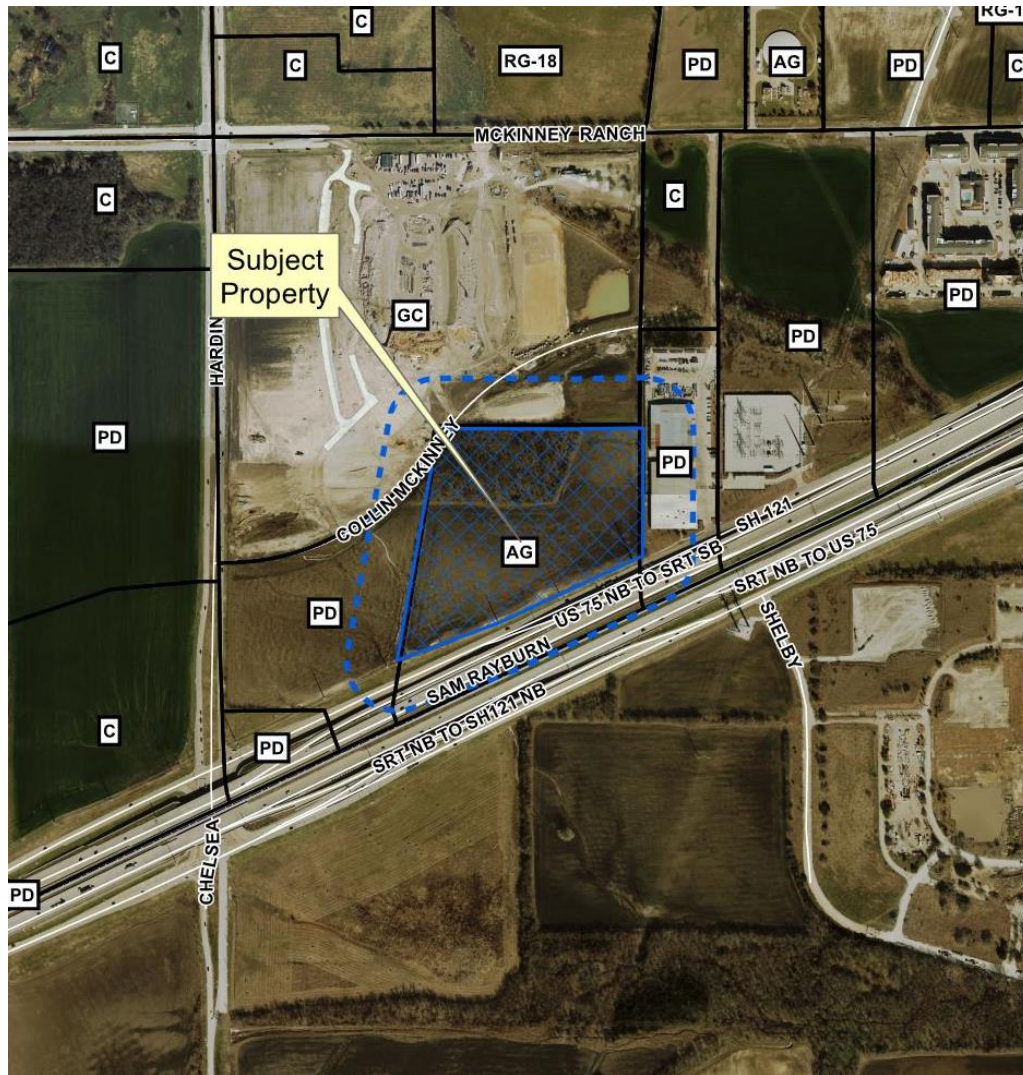 C
RG-1
C
C
RG-18
PD
AG
PD
C
MCKINNEY RANCH
C
C
Subject
Property
GC
PD
PD
HARDIN
PD
COLLIN MCKINNEY
PD
SH 121
AG
US 75 NB TO SRT SB
SRT NB TO US 75
PD
SHELBY
SAM RAYBURN
C
PD
SRT NB TO SH121 NB
CHELSEA
PD